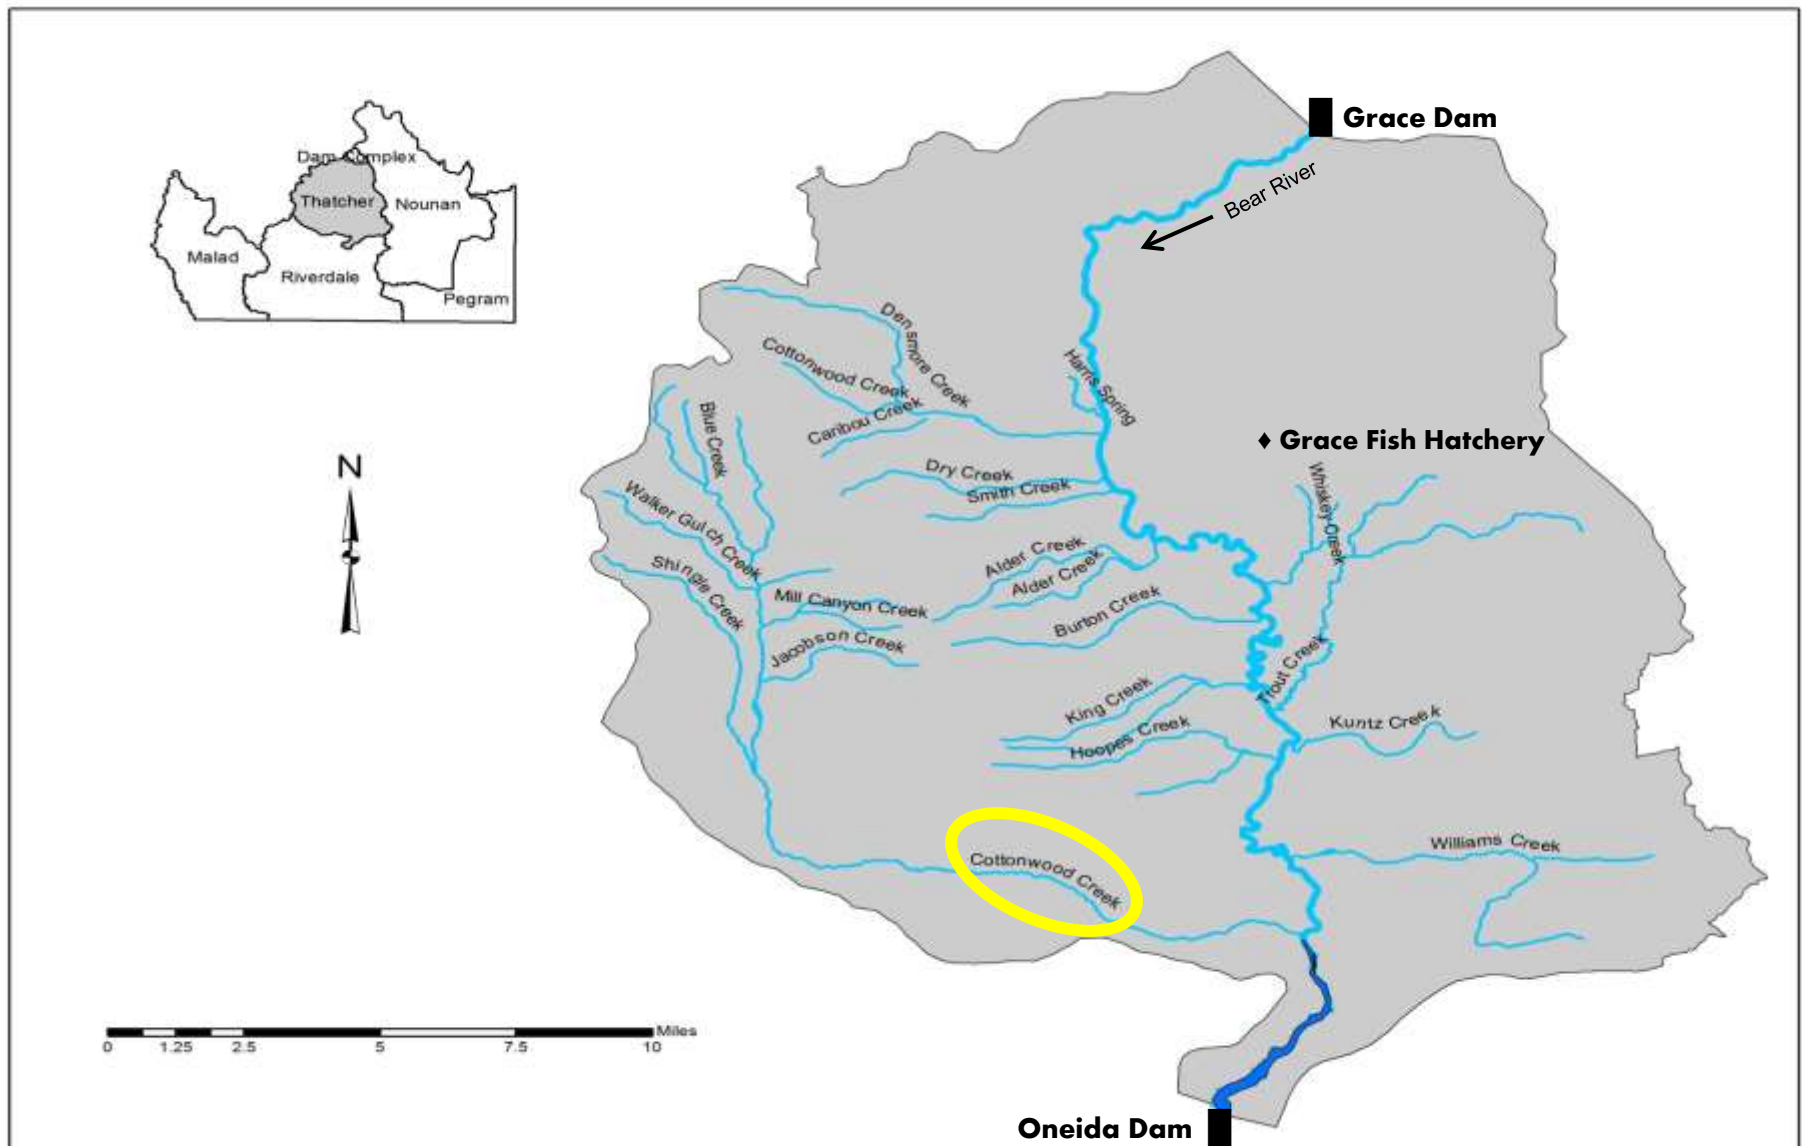 Grace Dam
Bear River
Dam Complex
Thatcher
Nounan
Malad
Riverdale
Pegram
Densmore Creek
Cottonwood Creek
Caribou Creek
Harris Spring
Blue Creek
Grace Fish Hatchery
N
Dry Creek
Smith Creek
Whiskey Creek
Walker Gulch Creek
Shingle Creek
Alder Creek
Alder Creek
Mill Canyon Creek
Burton Creek
Jacobson Creek
Trout Creek
King Creek
Hoopes Creek
Kuntz Creek
Williams Creek
Cottonwood Creek
Miles
0 1.25 2.5 5 7.5 10
Oneida Dam